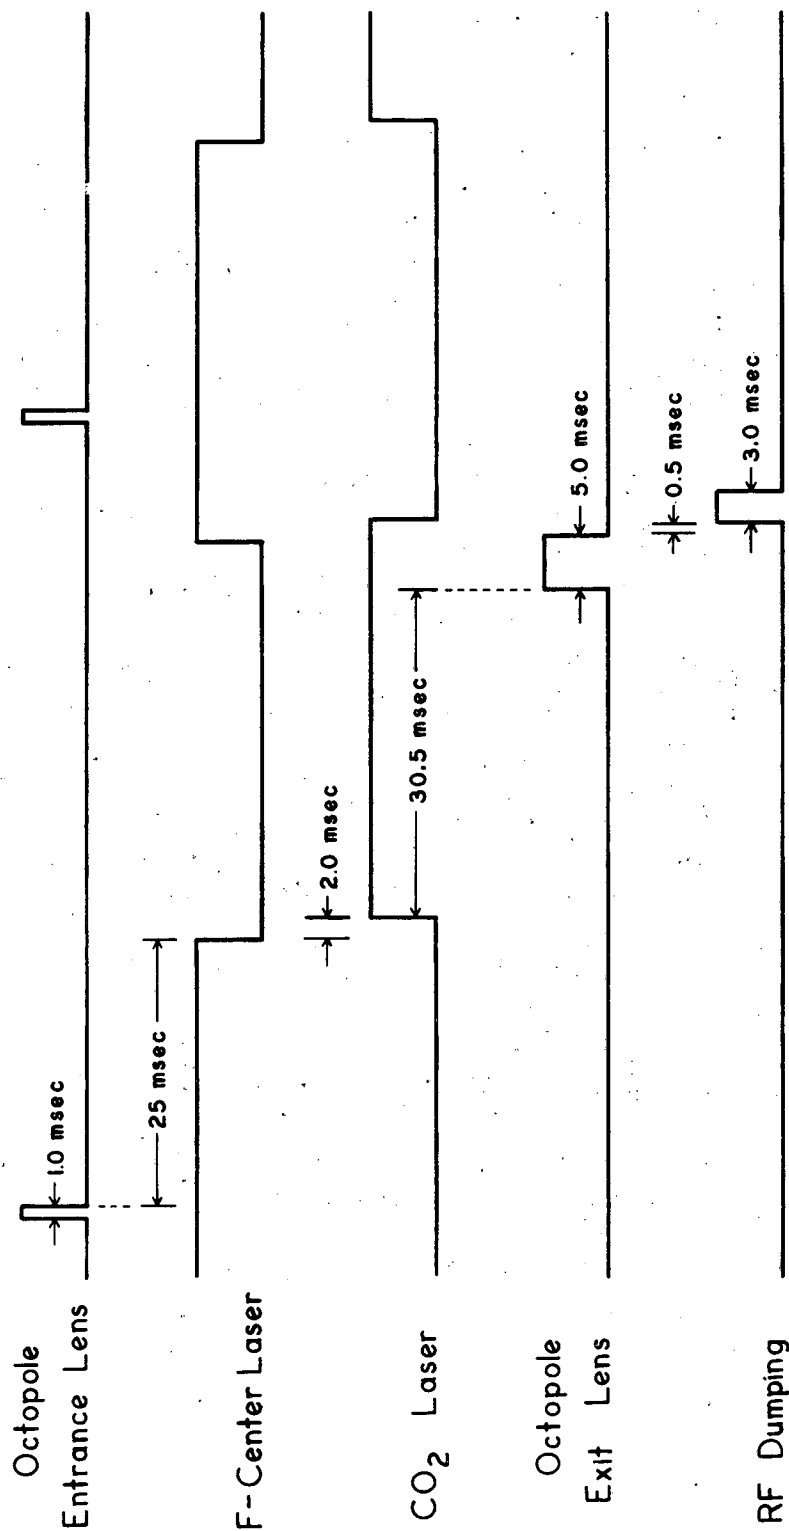 Octopole
Entrance Lens
1.0 msec
F-Center Laser
25 msec
2.0 msec
CO2 Laser
30.5 msec
Octopole
Exit Lens
5.0 msec
0.5 msec
RF Dumping
3.0 msec